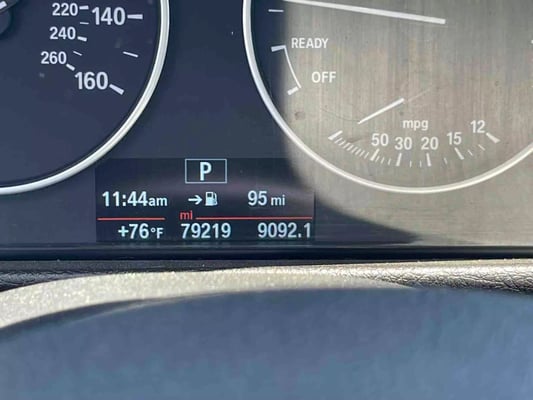 220 140
240
260 160
READY
OFF
mpg
50 30 20 15 12
P
11:44am → 95 mi
mi
+76°F 79219 9092.1